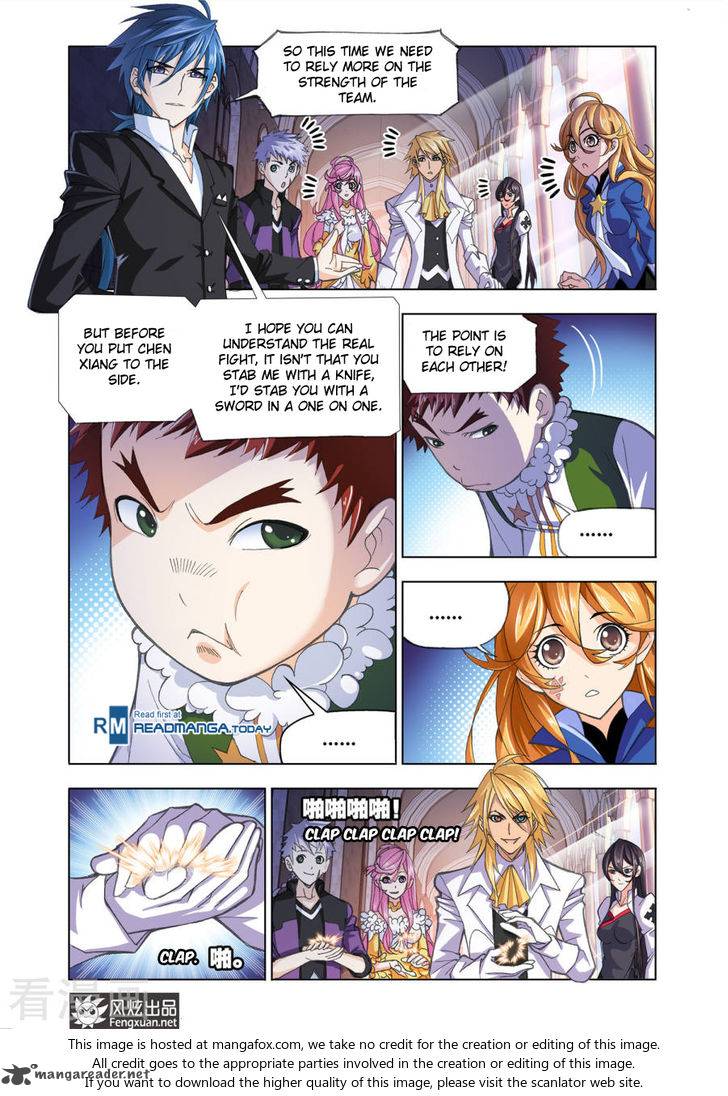 SO THIS TIME WE NEED
TO RELY MORE ON THE
STRENGTH OF THE
TEAM.
BUT BEFORE
YOU PUT CHEN
XIANG TO THE
SIDE.
I HOPE YOU CAN
UNDERSTAND THE REAL
FIGHT, IT ISN'T THAT YOU
STAB ME WITH A KNIFE,
I'D STAB YOU WITH A
SWORD IN A ONE ON ONE.
THE POINT IS
TO RELY ON
EACH OTHER!
......
......
......
RM Read first at
READMANGA.TODAY
CLAP. 啪。
啪啪啪啪!
CLAP CLAP CLAP CLAP!
看漫画
风炫出品
Fengxuan.net
This image is hosted at mangafox.com, we take no credit for the creation or editing of this image.
All credit goes to the appropriate parties involved in the creation or editing of this image.
If you want to download the higher quality of this image, please visit the scanlator web site.
mangareader.net